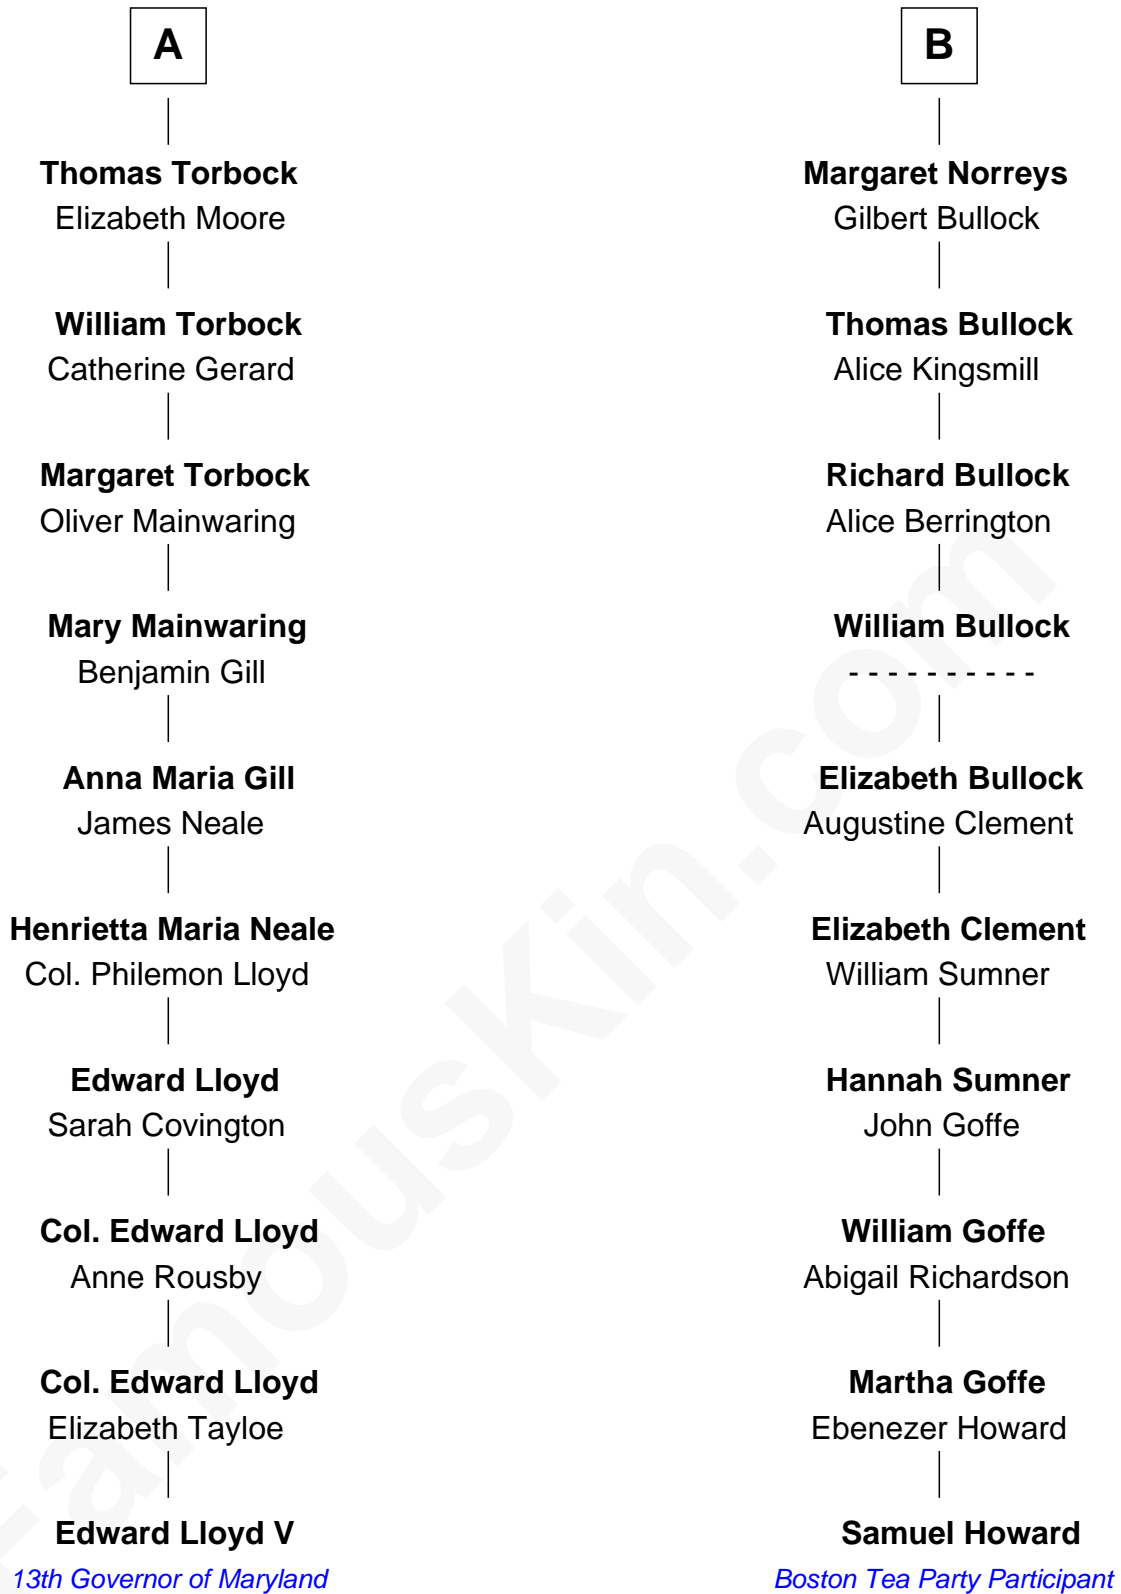 A
Thomas Torbock
Elizabeth Moore
William Torbock
Catherine Gerard
Margaret Torbock
Oliver Mainwaring
Mary Mainwaring
Benjamin Gill
Anna Maria Gill
James Neale
Henrietta Maria Neale
Col. Philemon Lloyd
Edward Lloyd
Sarah Covington
Col. Edward Lloyd
Anne Rousby
Col. Edward Lloyd
Elizabeth Tayloe
Edward Lloyd V
13th Governor of Maryland
B
Margaret Norreys
Gilbert Bullock
Thomas Bullock
Alice Kingsmill
Richard Bullock
Alice Berrington
William Bullock
- - - - - - - - - -
Elizabeth Bullock
Augustine Clement
Elizabeth Clement
William Sumner
Hannah Sumner
John Goffe
William Goffe
Abigail Richardson
Martha Goffe
Ebenezer Howard
Samuel Howard
Boston Tea Party Participant
FamousKin.com